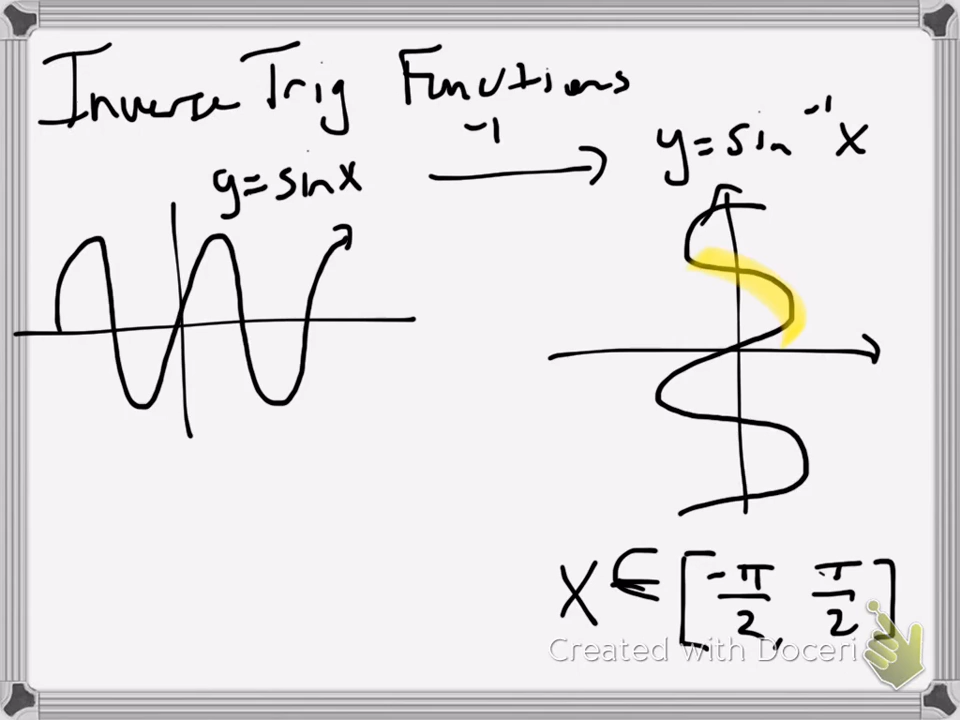 Inverse Trig Functions
y=sinx
-1
y=sin⁻¹x
x ∈ [-π/2, π/2]
Created with Doceri